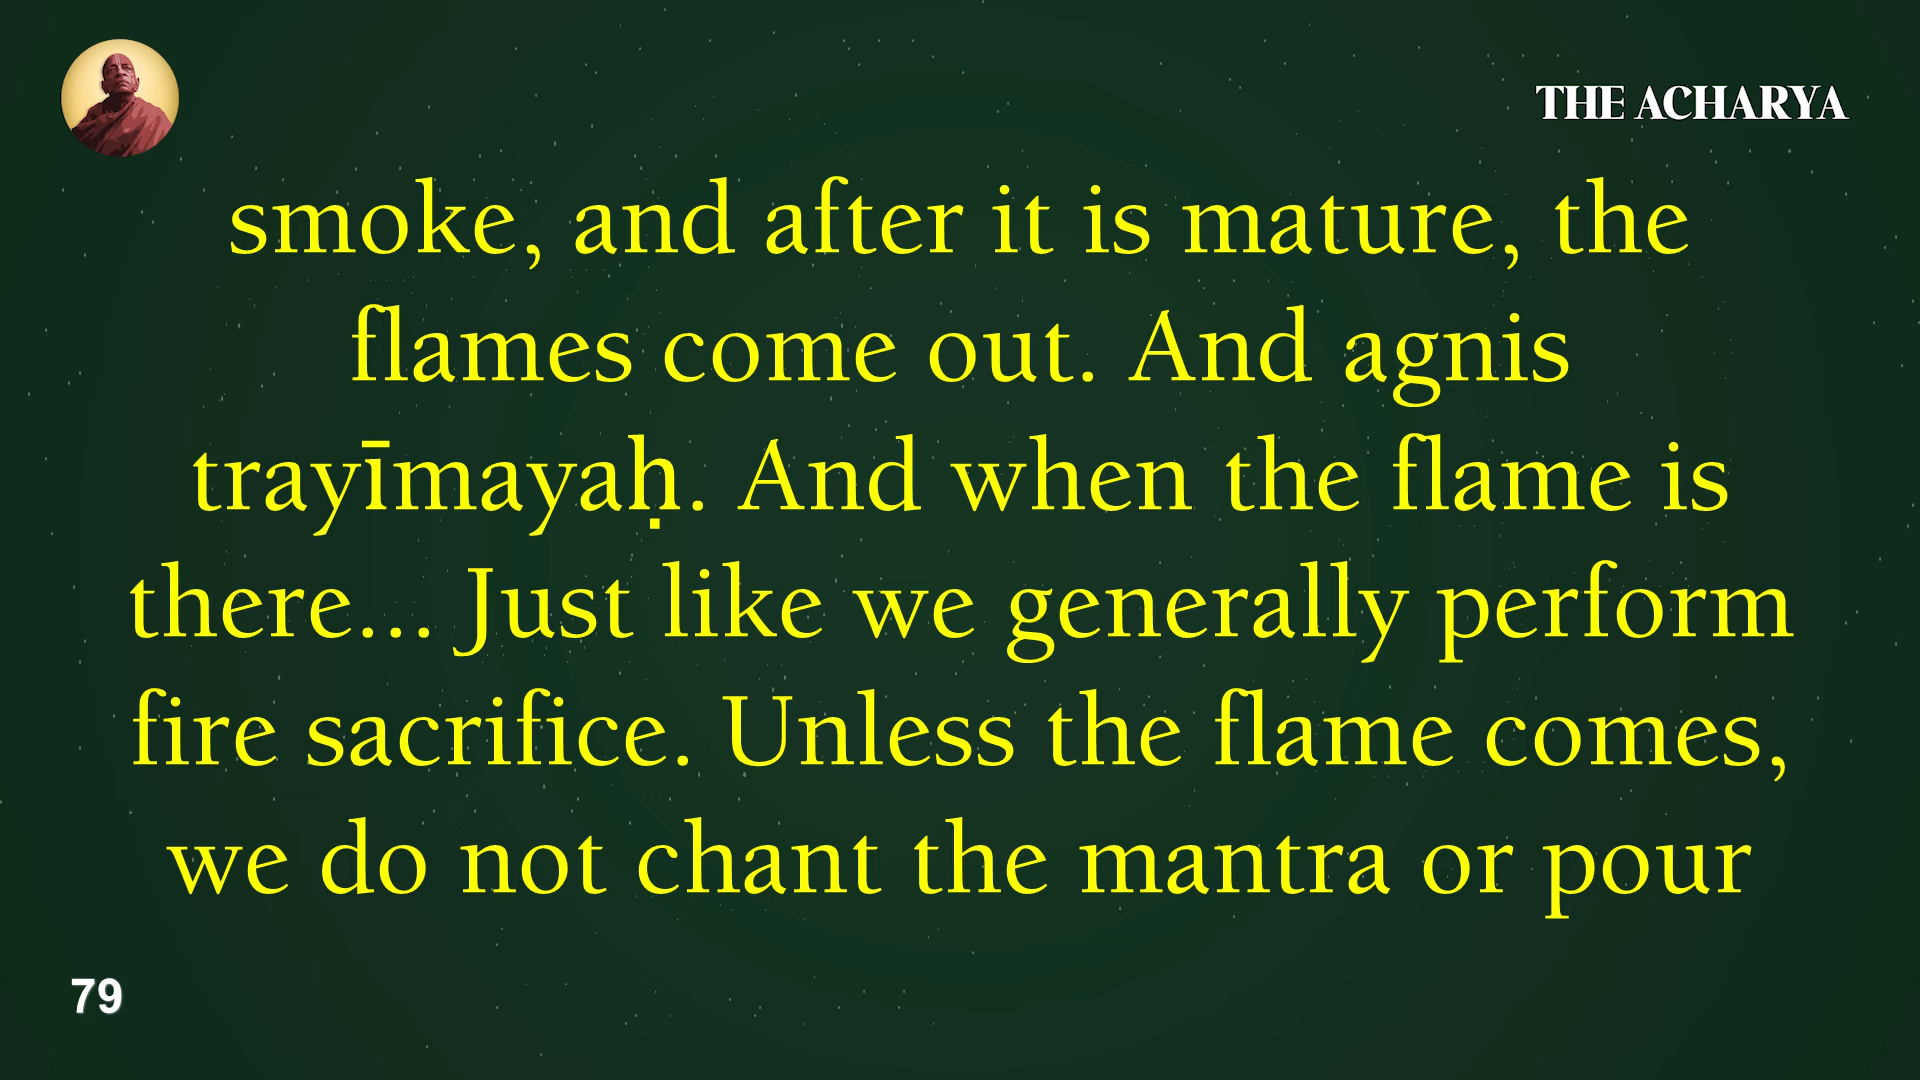 THE ACHARYA
smoke, and after it is mature, the
flames come out. And agnis
trayīmayaḥ. And when the flame is
there... Just like we generally perform
fire sacrifice. Unless the flame comes,
we do not chant the mantra or pour
79